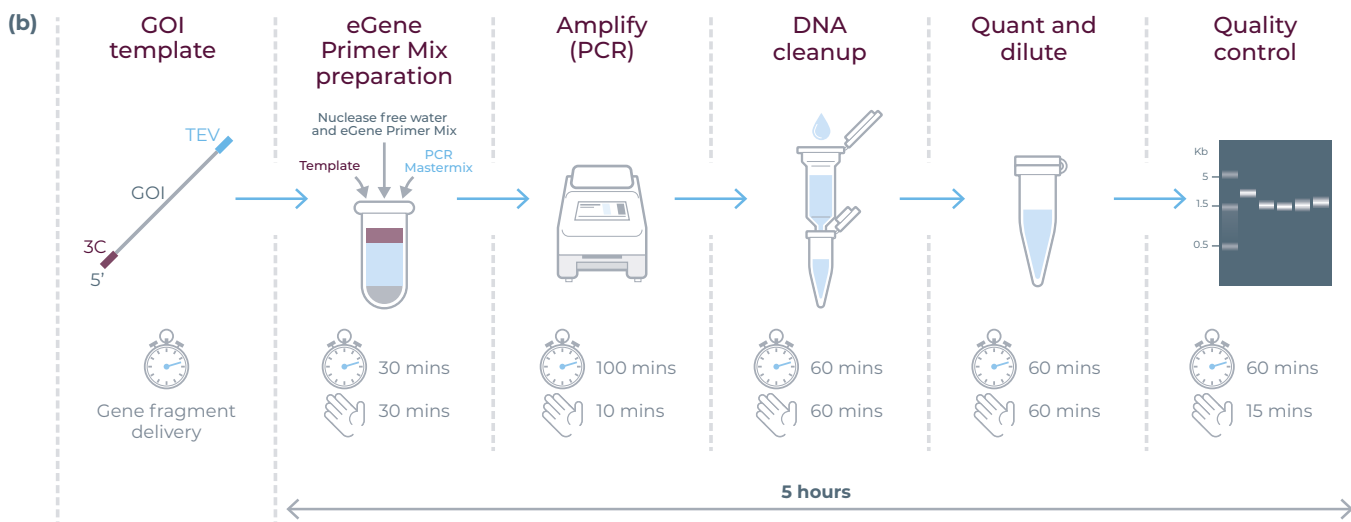 (b)
GOI
template
eGene
Primer Mix
preparation
Amplify
(PCR)
DNA
cleanup
Quant and
dilute
Quality
control
TEV
GOI
3C
5’
Nuclease free water
and eGene Primer Mix
Template
PCR
Mastermix
Kb
5
1.5
0.5
Gene fragment
delivery
30 mins
30 mins
100 mins
10 mins
60 mins
60 mins
60 mins
60 mins
60 mins
15 mins
5 hours